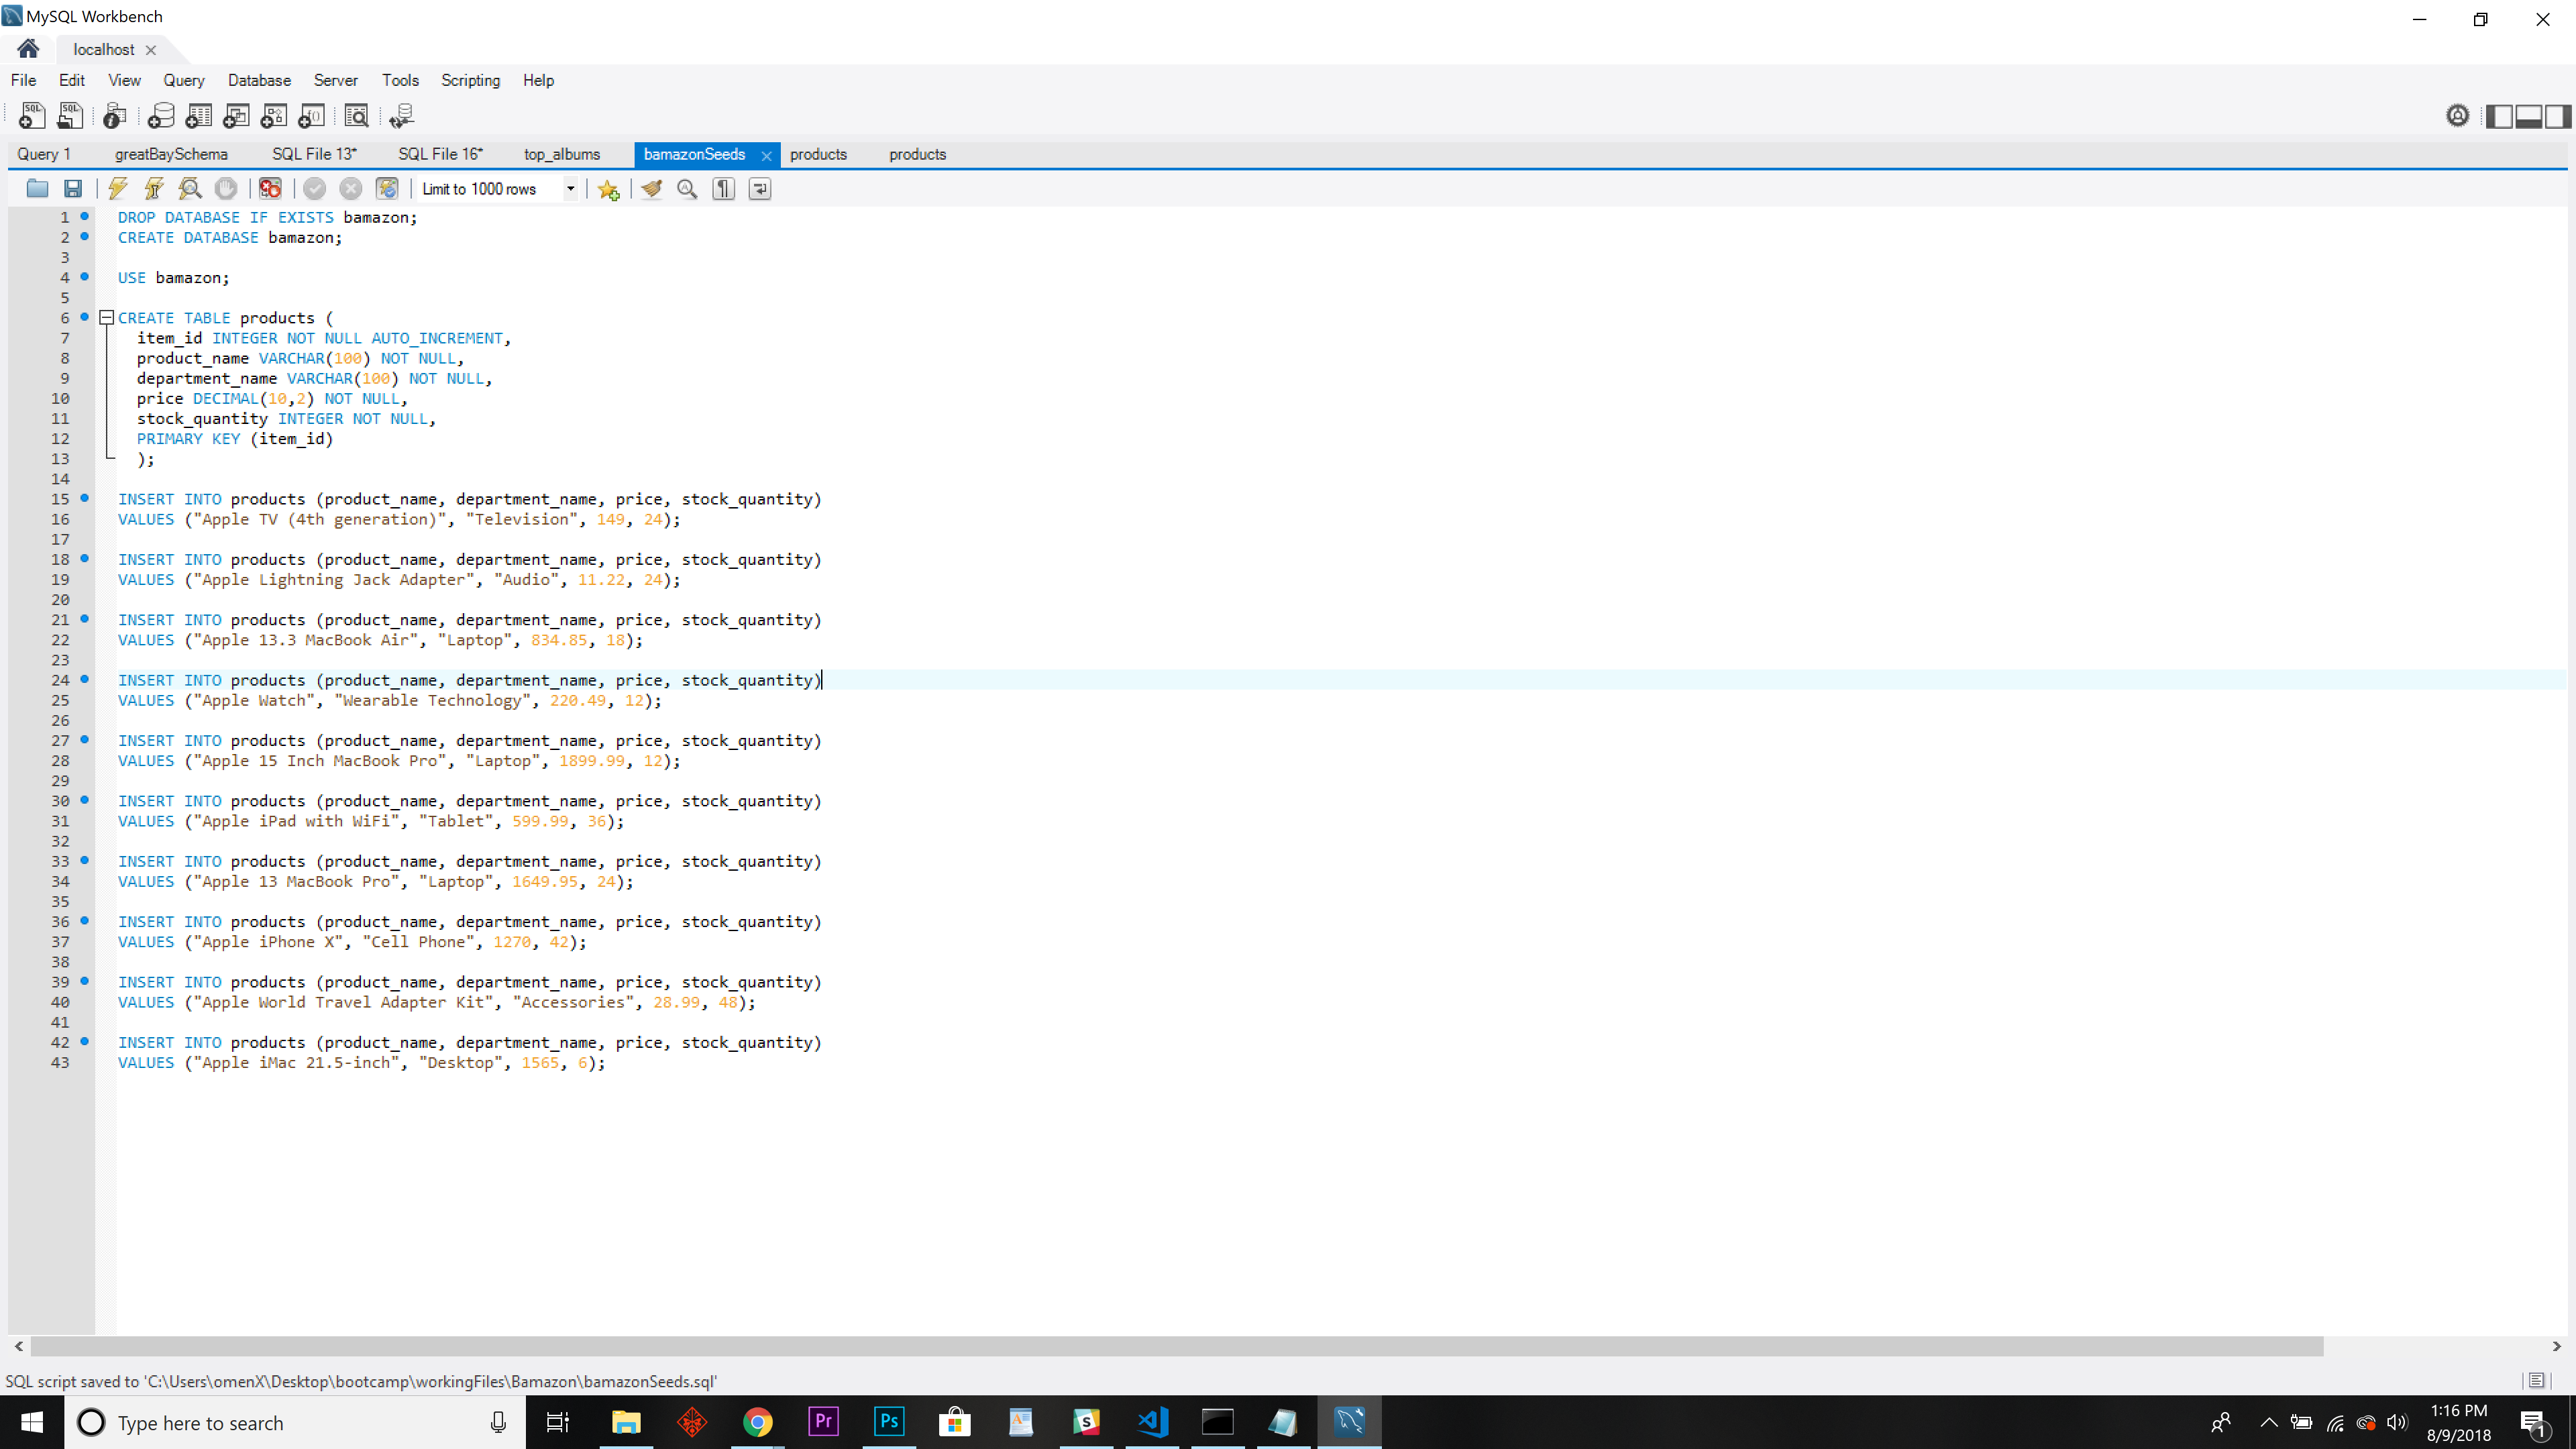 MySQL Workbench
localhost
File Edit View Query Database Server Tools Scripting Help
Query 1 greatBaySchema SQL File 13* SQL File 16* top_albums bamazonSeeds products products
Limit to 1000 rows
1 DROP DATABASE IF EXISTS bamazon;
2 CREATE DATABASE bamazon;
3
4 USE bamazon;
5
6 CREATE TABLE products (
7 item_id INTEGER NOT NULL AUTO_INCREMENT,
8 product_name VARCHAR(100) NOT NULL,
9 department_name VARCHAR(100) NOT NULL,
10 price DECIMAL(10,2) NOT NULL,
11 stock_quantity INTEGER NOT NULL,
12 PRIMARY KEY (item_id)
13 );
14
15 INSERT INTO products (product_name, department_name, price, stock_quantity)
16 VALUES ("Apple TV (4th generation)", "Television", 149, 24);
17
18 INSERT INTO products (product_name, department_name, price, stock_quantity)
19 VALUES ("Apple Lightning Jack Adapter", "Audio", 11.22, 24);
20
21 INSERT INTO products (product_name, department_name, price, stock_quantity)
22 VALUES ("Apple 13.3 MacBook Air", "Laptop", 834.85, 18);
23
24 INSERT INTO products (product_name, department_name, price, stock_quantity)
25 VALUES ("Apple Watch", "Wearable Technology", 220.49, 12);
26
27 INSERT INTO products (product_name, department_name, price, stock_quantity)
28 VALUES ("Apple 15 Inch MacBook Pro", "Laptop", 1899.99, 12);
29
30 INSERT INTO products (product_name, department_name, price, stock_quantity)
31 VALUES ("Apple iPad with WiFi", "Tablet", 599.99, 36);
32
33 INSERT INTO products (product_name, department_name, price, stock_quantity)
34 VALUES ("Apple 13 MacBook Pro", "Laptop", 1649.95, 24);
35
36 INSERT INTO products (product_name, department_name, price, stock_quantity)
37 VALUES ("Apple iPhone X", "Cell Phone", 1270, 42);
38
39 INSERT INTO products (product_name, department_name, price, stock_quantity)
40 VALUES ("Apple World Travel Adapter Kit", "Accessories", 28.99, 48);
41
42 INSERT INTO products (product_name, department_name, price, stock_quantity)
43 VALUES ("Apple iMac 21.5-inch", "Desktop", 1565, 6);
SQL script saved to 'C:\Users\omenX\Desktop\bootcamp\workingFiles\Bamazon\bamazonSeeds.sql'
Type here to search
Pr Ps
1:16 PM
8/9/2018
1